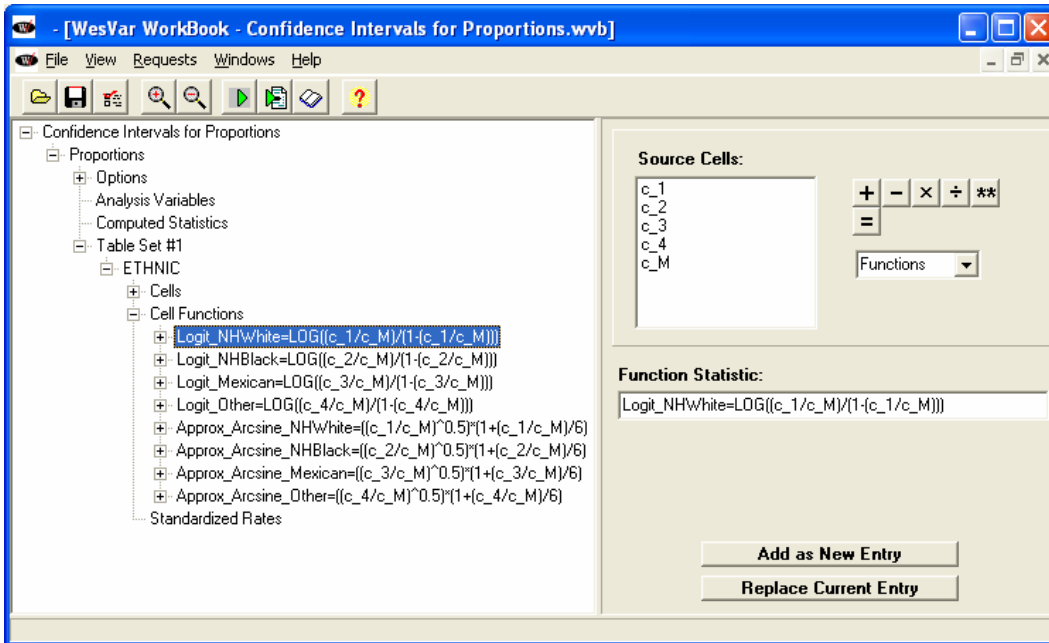 - [WesVar WorkBook - Confidence Intervals for Proportions.wvb]
File View Requests Windows Help
Confidence Intervals for Proportions
Proportions
Options
Analysis Variables
Computed Statistics
Table Set #1
ETHNIC
Cells
Cell Functions
Logit_NHWhite=LOG((c_1/c_M)/(1-(c_1/c_M)))
Logit_NHBlack=LOG((c_2/c_M)/(1-(c_2/c_M)))
Logit_Mexican=LOG((c_3/c_M)/(1-(c_3/c_M)))
Logit_Other=LOG((c_4/c_M)/(1-(c_4/c_M)))
Approx_Arcsine_NHWhite=((c_1/c_M)^0.5)*(1+(c_1/c_M)/6)
Approx_Arcsine_NHBlack=((c_2/c_M)^0.5)*(1+(c_2/c_M)/6)
Approx_Arcsine_Mexican=((c_3/c_M)^0.5)*(1+(c_3/c_M)/6)
Approx_Arcsine_Other=((c_4/c_M)^0.5)*(1+(c_4/c_M)/6)
Standardized Rates
Source Cells:
c_1
c_2
c_3
c_4
c_M
+ − × ÷ **
=
Functions
Function Statistic:
Logit_NHWhite=LOG((c_1/c_M)/(1-(c_1/c_M)))
Add as New Entry
Replace Current Entry